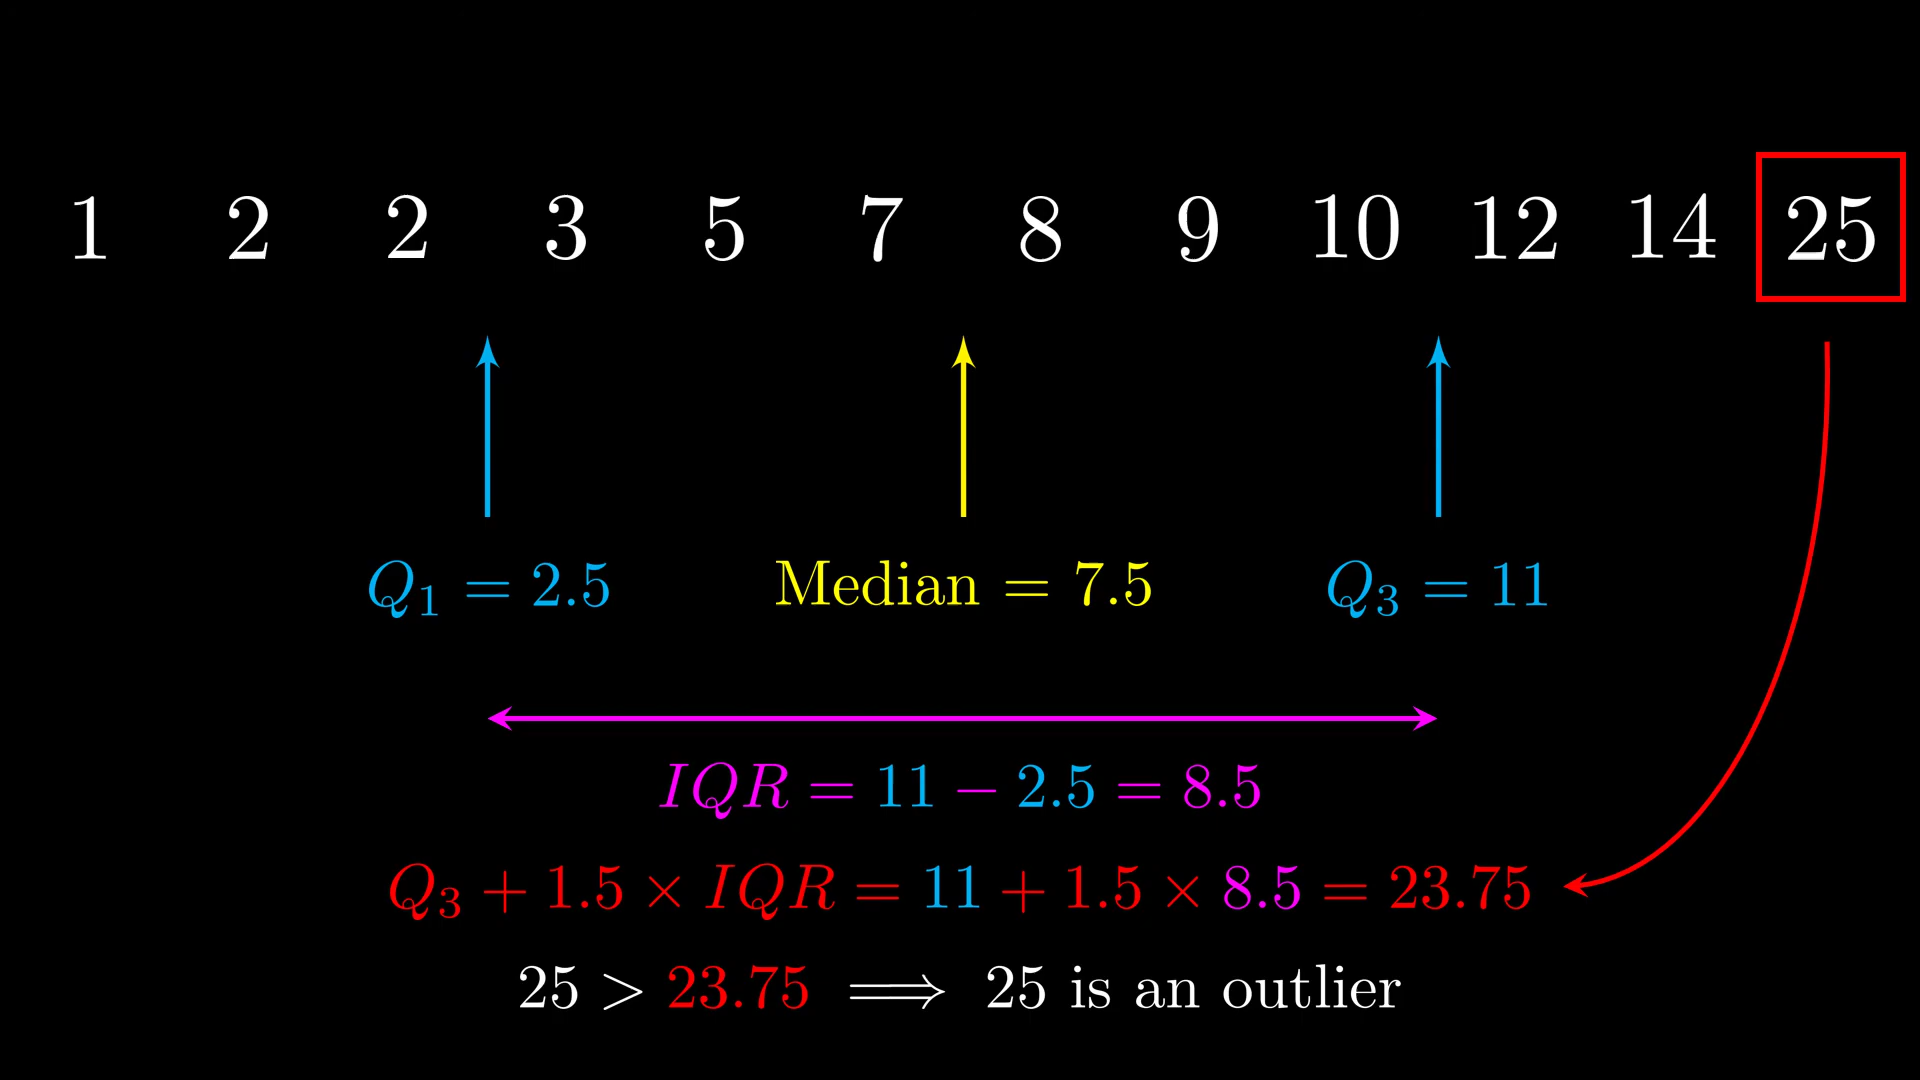 1 2 2 3 5 7 8 9 10 12 14 25
Q₁ = 2.5 Median = 7.5 Q₃ = 11
IQR = 11 − 2.5 = 8.5
Q₃ + 1.5 × IQR = 11 + 1.5 × 8.5 = 23.75
25 > 23.75 ⟹ 25 is an outlier